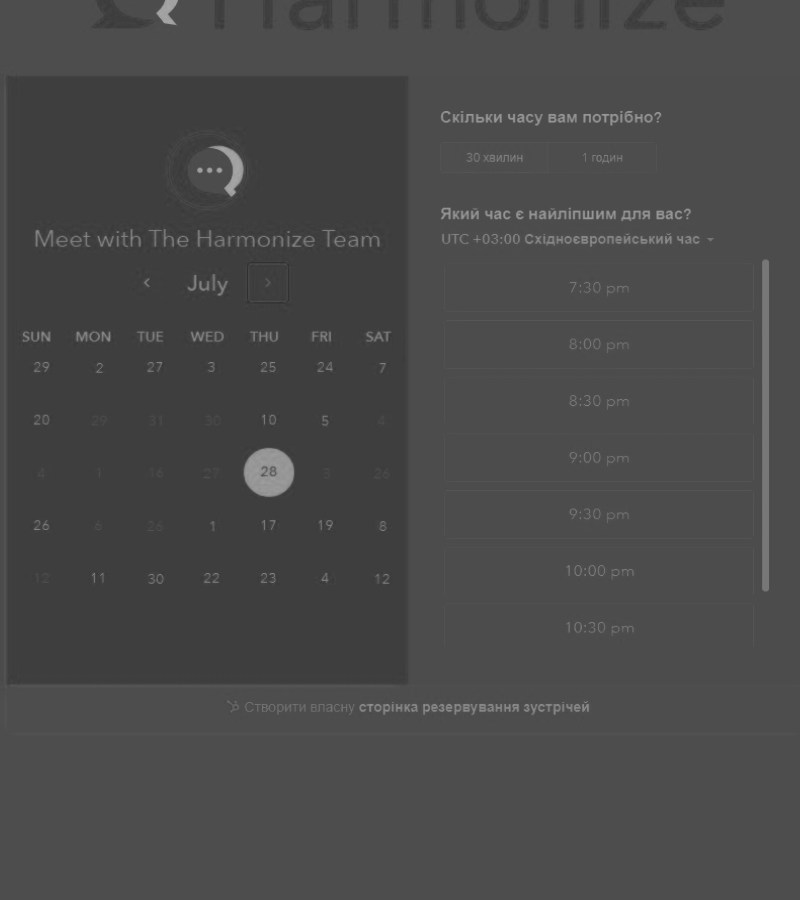 Harmonize
Meet with The Harmonize Team
July
SUN MON TUE WED THU FRI SAT
29 2 27 3 25 24 7
20 29 31 30 10 5 4
4 1 16 27 28 3 26
26 6 26 1 17 19 8
12 11 30 22 23 4 12
Скільки часу вам потрібно?
30 хвилин 1 годин
Який час є найліпшим для вас?
UTC +03:00 Східноєвропейський час
7:30 pm
8:00 pm
8:30 pm
9:00 pm
9:30 pm
10:00 pm
10:30 pm
Створити власну сторінка резервування зустрічей